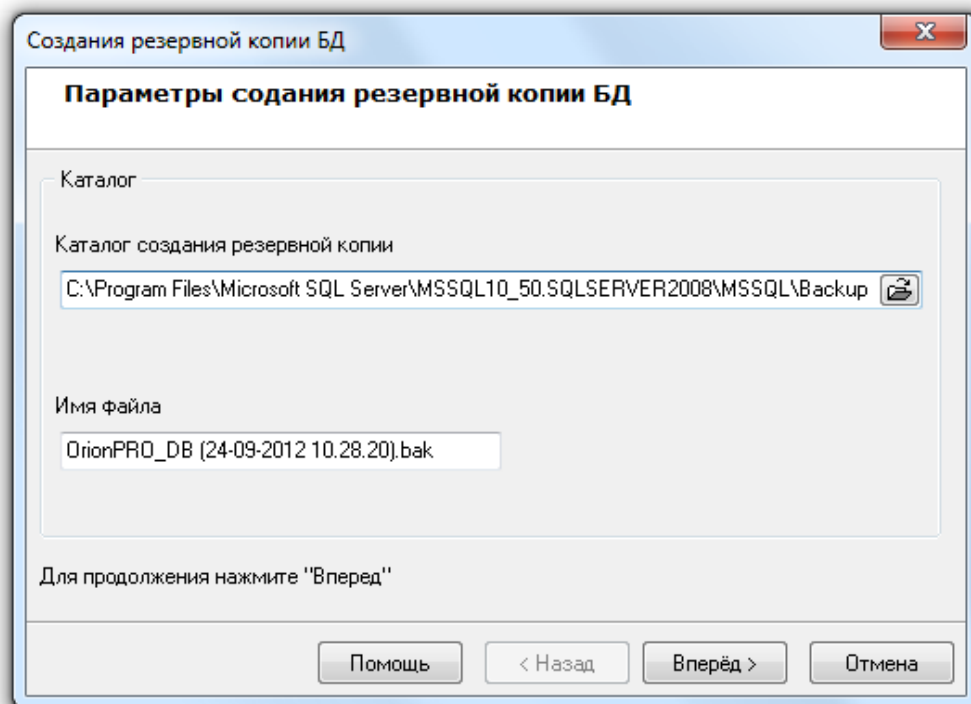 Создания резервной копии БД
Параметры содания резервной копии БД
Каталог
Каталог создания резервной копии
C:\Program Files\Microsoft SQL Server\MSSQL10_50.SQLSERVER2008\MSSQL\Backup
Имя файла
OrionPRO_DB (24-09-2012 10.28.20).bak
Для продолжения нажмите "Вперед"
Помощь < Назад Вперёд > Отмена